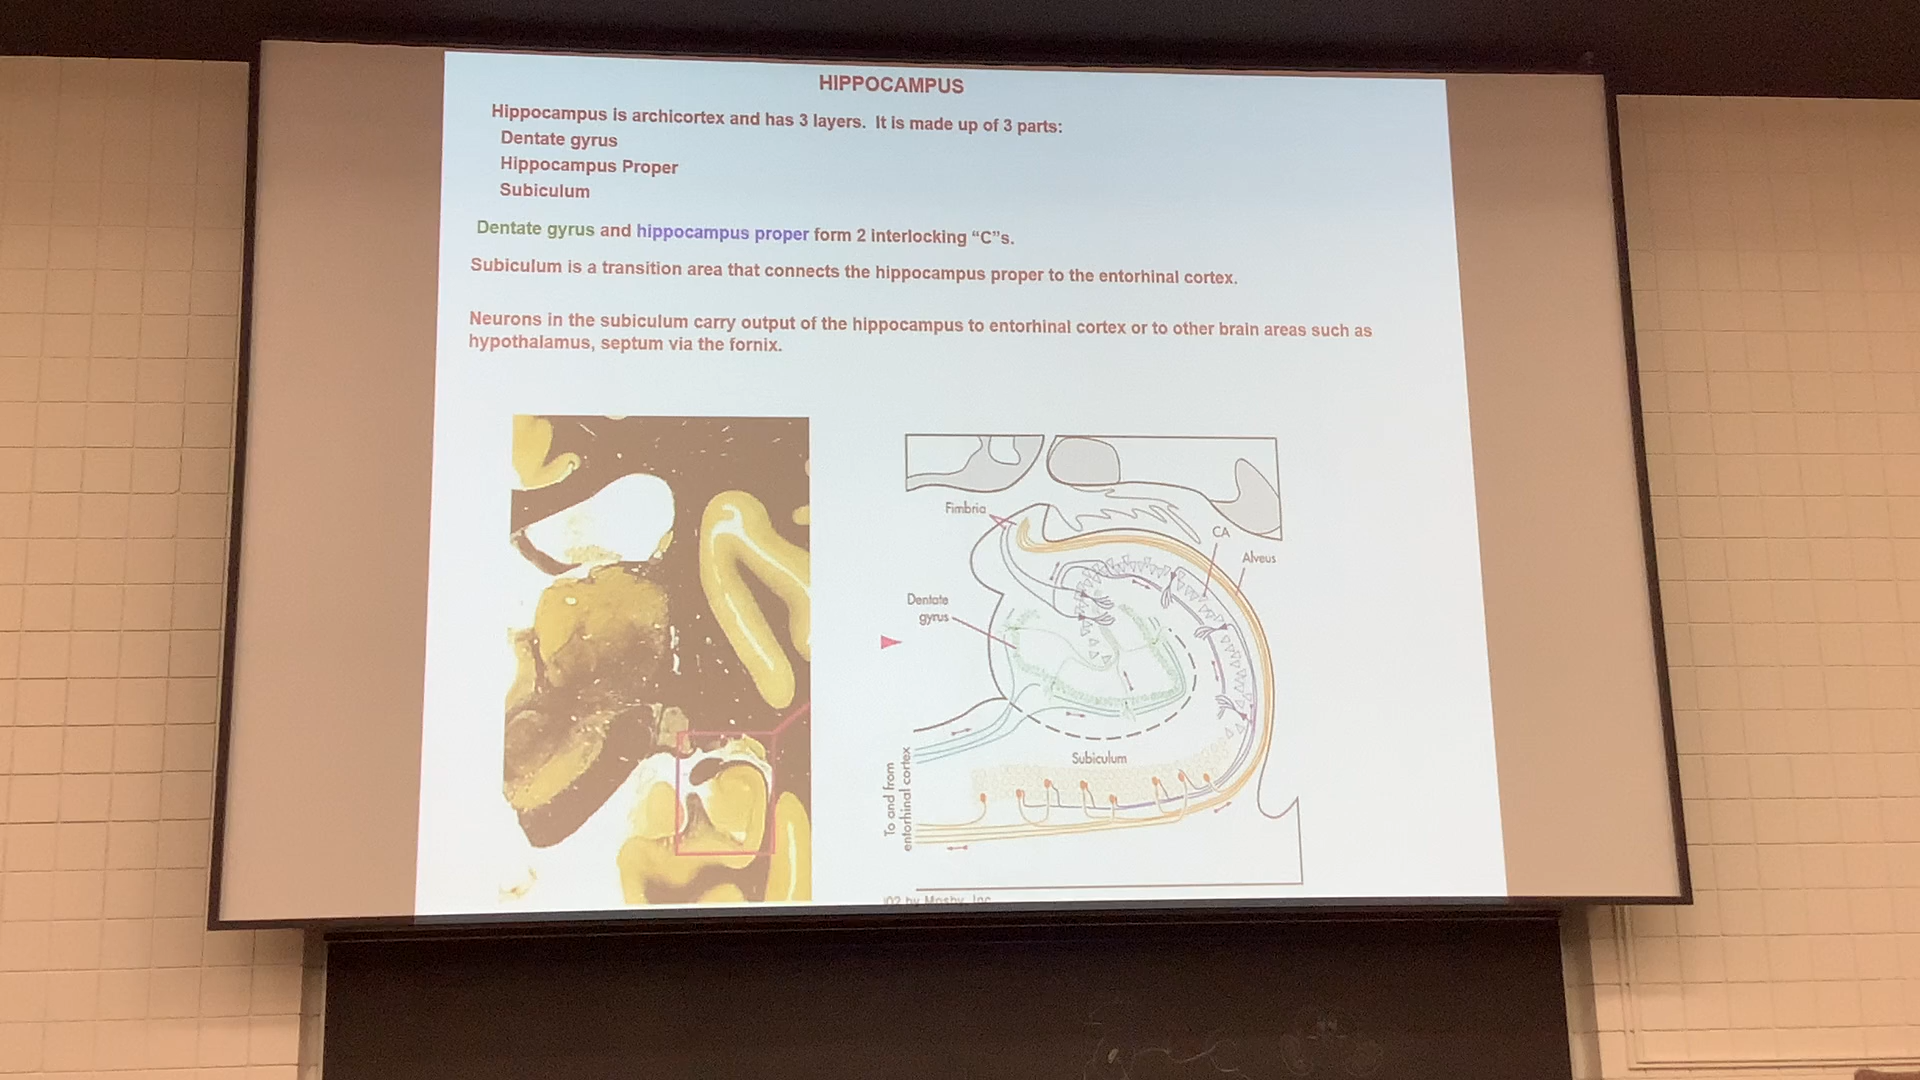 HIPPOCAMPUS
Hippocampus is archicortex and has 3 layers. It is made up of 3 parts:
Dentate gyrus
Hippocampus Proper
Subiculum
Dentate gyrus and hippocampus proper form 2 interlocking “C”s.
Subiculum is a transition area that connects the hippocampus proper to the entorhinal cortex.
Neurons in the subiculum carry output of the hippocampus to entorhinal cortex or to other brain areas such as
hypothalamus, septum via the fornix.
Fimbria
CA
Alveus
Dentate
gyrus
Subiculum
To and from
entorhinal cortex
02 by Mosby, Inc